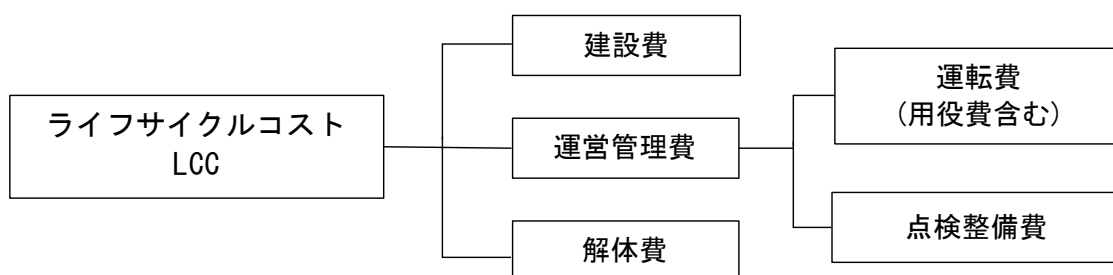 ライフサイクルコスト
LCC
建設費
運営管理費
解体費
運転費
(用役費含む)
点検整備費